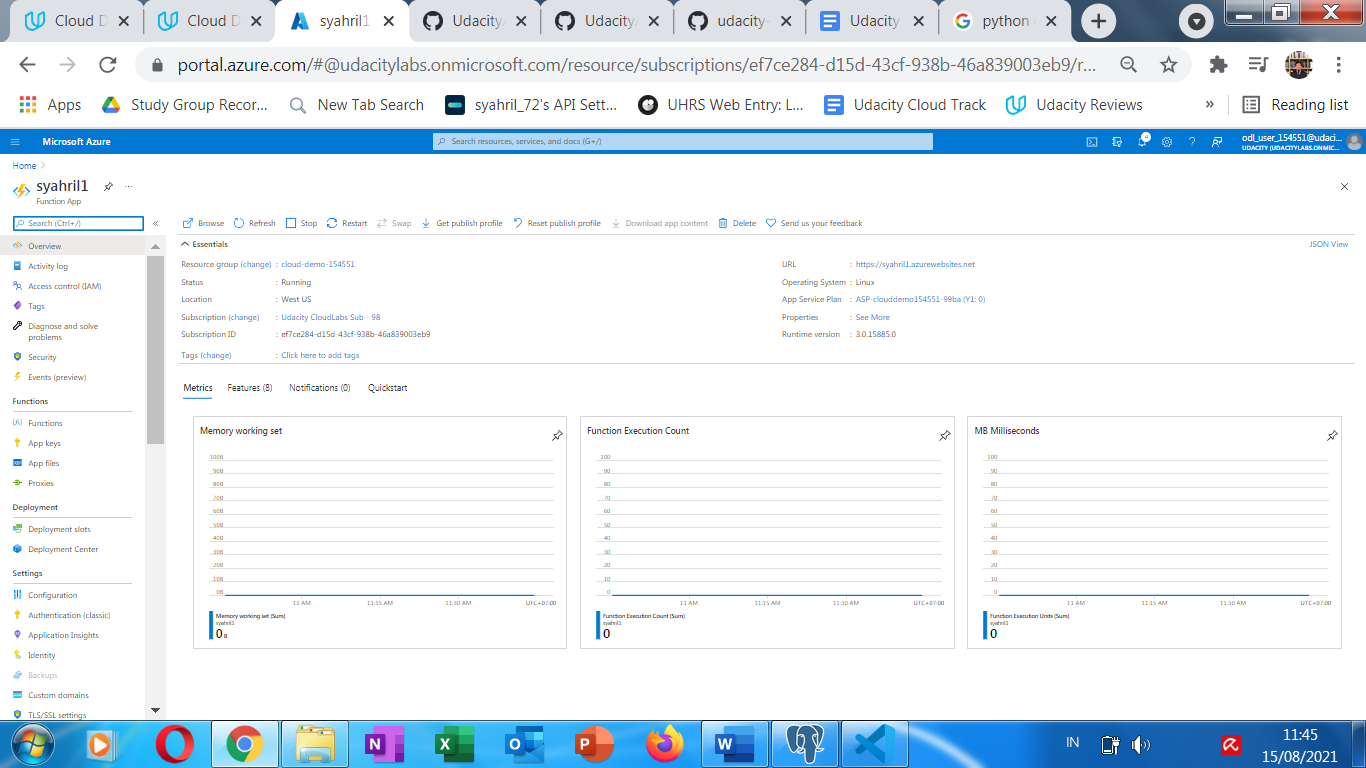 Cloud D
Cloud D
syahril1
Udacity/
Udacity/
udacity-
Udacity
python
portal.azure.com/#@udacitylabs.onmicrosoft.com/resource/subscriptions/ef7ce284-d15d-43cf-938b-46a839003eb9/r...
Apps
Study Group Recor...
New Tab Search
syahril_72's API Sett...
UHRS Web Entry: L...
Udacity Cloud Track
Udacity Reviews
»
Reading list
Microsoft Azure
Search resources, services, and docs (G+/)
4
odl_user_154551@udaci...
UDACITY (UDACITYLABS.ONMIC...
Home
syahril1
...
Function App
Search (Ctrl+/)
«
Browse
Refresh
Stop
Restart
Swap
Get publish profile
Reset publish profile
Download app content
Delete
Send us your feedback
Overview
Activity log
Access control (IAM)
Tags
Diagnose and solve
problems
Security
Events (preview)
Functions
Functions
App keys
App files
Proxies
Deployment
Deployment slots
Deployment Center
Settings
Configuration
Authentication (classic)
Application Insights
Identity
Backups
Custom domains
TLS/SSL settings
Essentials
JSON View
Resource group (change) : cloud-demo-154551
Status : Running
Location : West US
Subscription (change) : Udacity CloudLabs Sub - 98
Subscription ID : ef7ce284-d15d-43cf-938b-46a839003eb9
Tags (change) : Click here to add tags
URL : https://syahril1.azurewebsites.net
Operating System : Linux
App Service Plan : ASP-clouddemo154551-99ba (Y1: 0)
Properties : See More
Runtime version : 3.0.15885.0
Metrics
Features (8)
Notifications (0)
Quickstart
Memory working set
100B
90B
80B
70B
60B
50B
40B
30B
20B
10B
0B
11 AM
11:15 AM
11:30 AM
UTC+07:00
Memory working set (Sum)
syahril1
0 B
Function Execution Count
100
90
80
70
60
50
40
30
20
10
0
11 AM
11:15 AM
11:30 AM
UTC+07:00
Function Execution Count (Sum)
syahril1
0
MB Milliseconds
100
90
80
70
60
50
40
30
20
10
0
11 AM
11:15 AM
11:30 AM
UTC+07:00
Function Execution Units (Sum)
syahril1
0
IN
11:45
15/08/2021